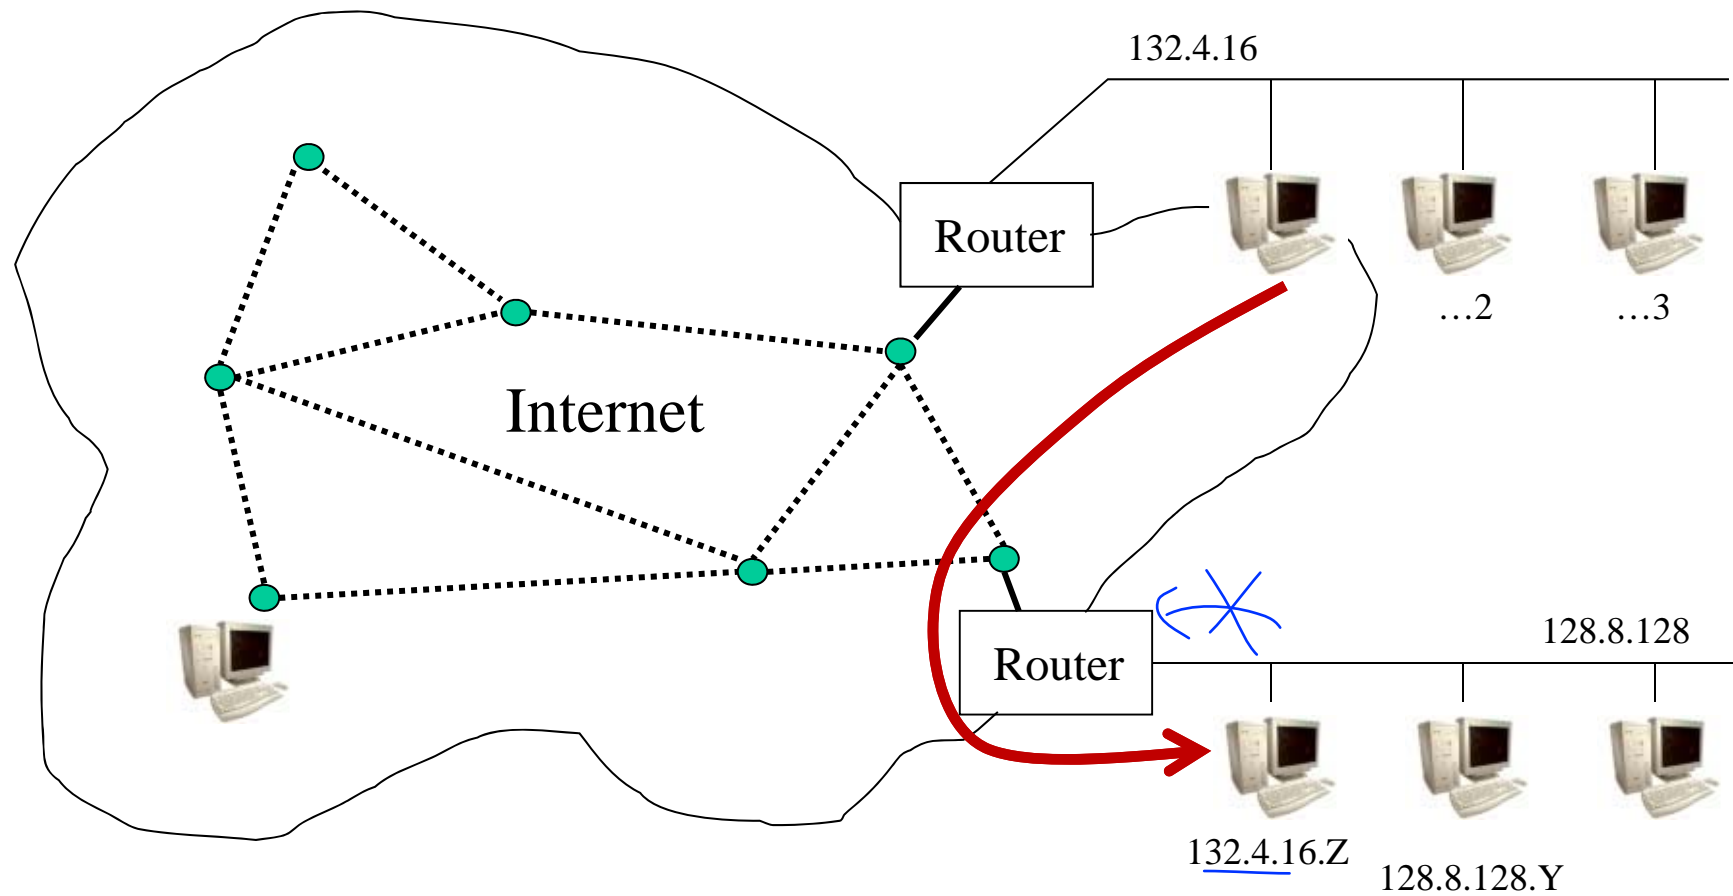 132.4.16
Router
…2
…3
Internet
128.8.128
Router
132.4.16.Z
128.8.128.Y